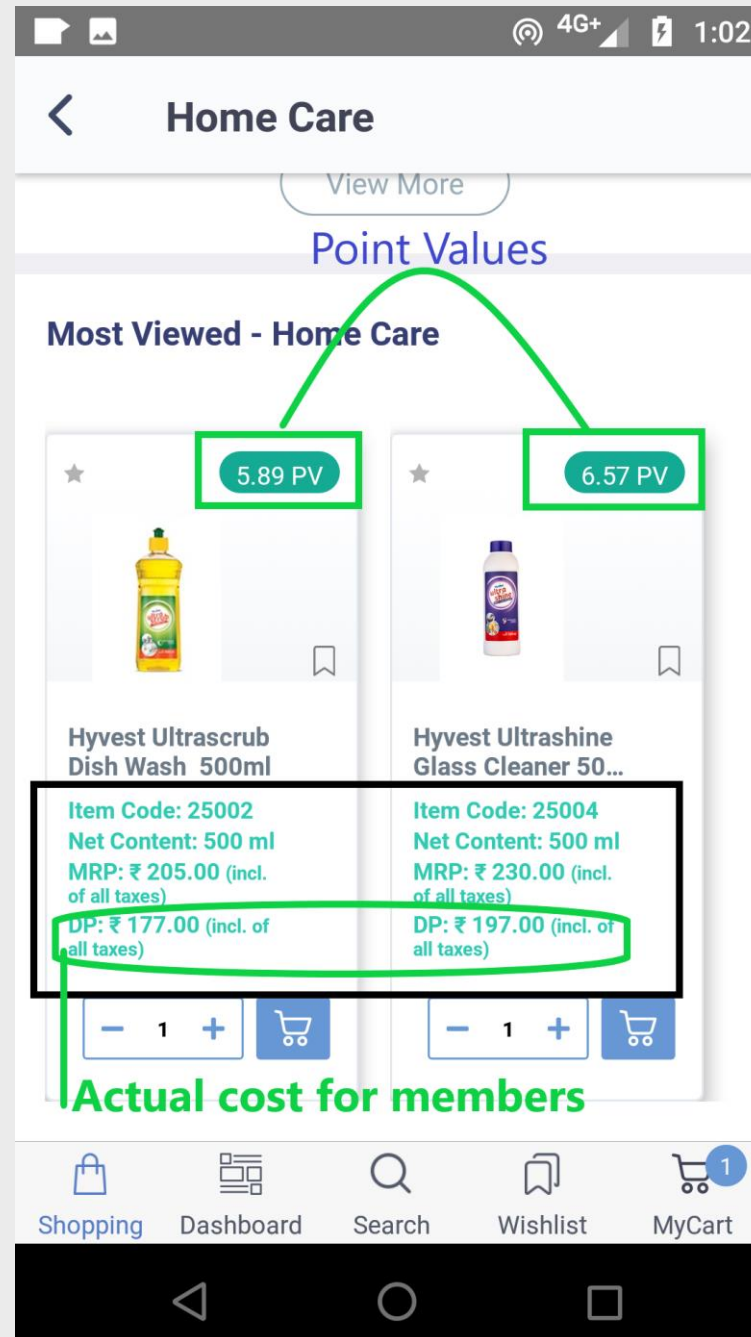 4G+ 1:02
Home Care
View More
Point Values
Most Viewed - Home Care
5.89 PV
6.57 PV
Hyvest Ultrascrub
Dish Wash 500ml
Item Code: 25002
Net Content: 500 ml
MRP: ₹ 205.00 (incl.
of all taxes)
DP: ₹ 177.00 (incl. of
all taxes)
1
Hyvest Ultrashine
Glass Cleaner 50...
Item Code: 25004
Net Content: 500 ml
MRP: ₹ 230.00 (incl.
of all taxes)
DP: ₹ 197.00 (incl. of
all taxes)
1
Actual cost for members
1
Shopping Dashboard Search Wishlist MyCart